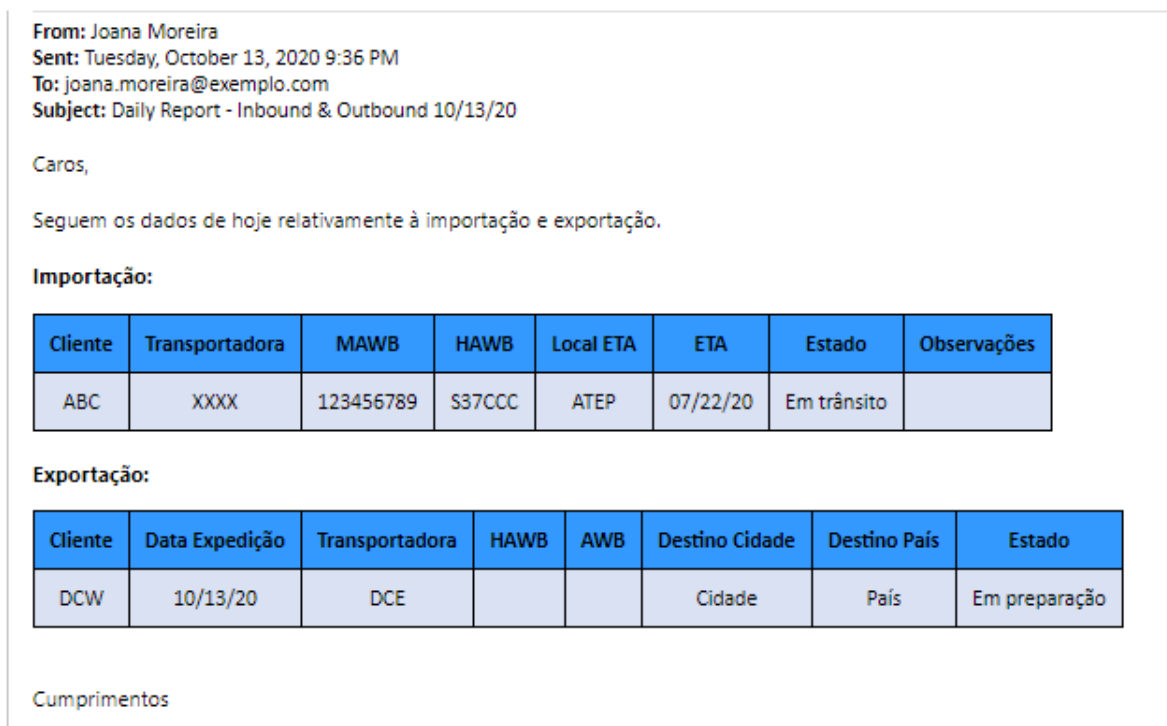 From: Joana Moreira
Sent: Tuesday, October 13, 2020 9:36 PM
To: joana.moreira@exemplo.com
Subject: Daily Report - Inbound & Outbound 10/13/20
Caros,
Seguem os dados de hoje relativamente à importação e exportação.
Importação:
Cliente Transportadora MAWB HAWB Local ETA ETA Estado Observações
ABC XXXX 123456789 S37CCC ATEP 07/22/20 Em trânsito
Exportação:
Cliente Data Expedição Transportadora HAWB AWB Destino Cidade Destino País Estado
DCW 10/13/20 DCE Cidade País Em preparação
Cumprimentos